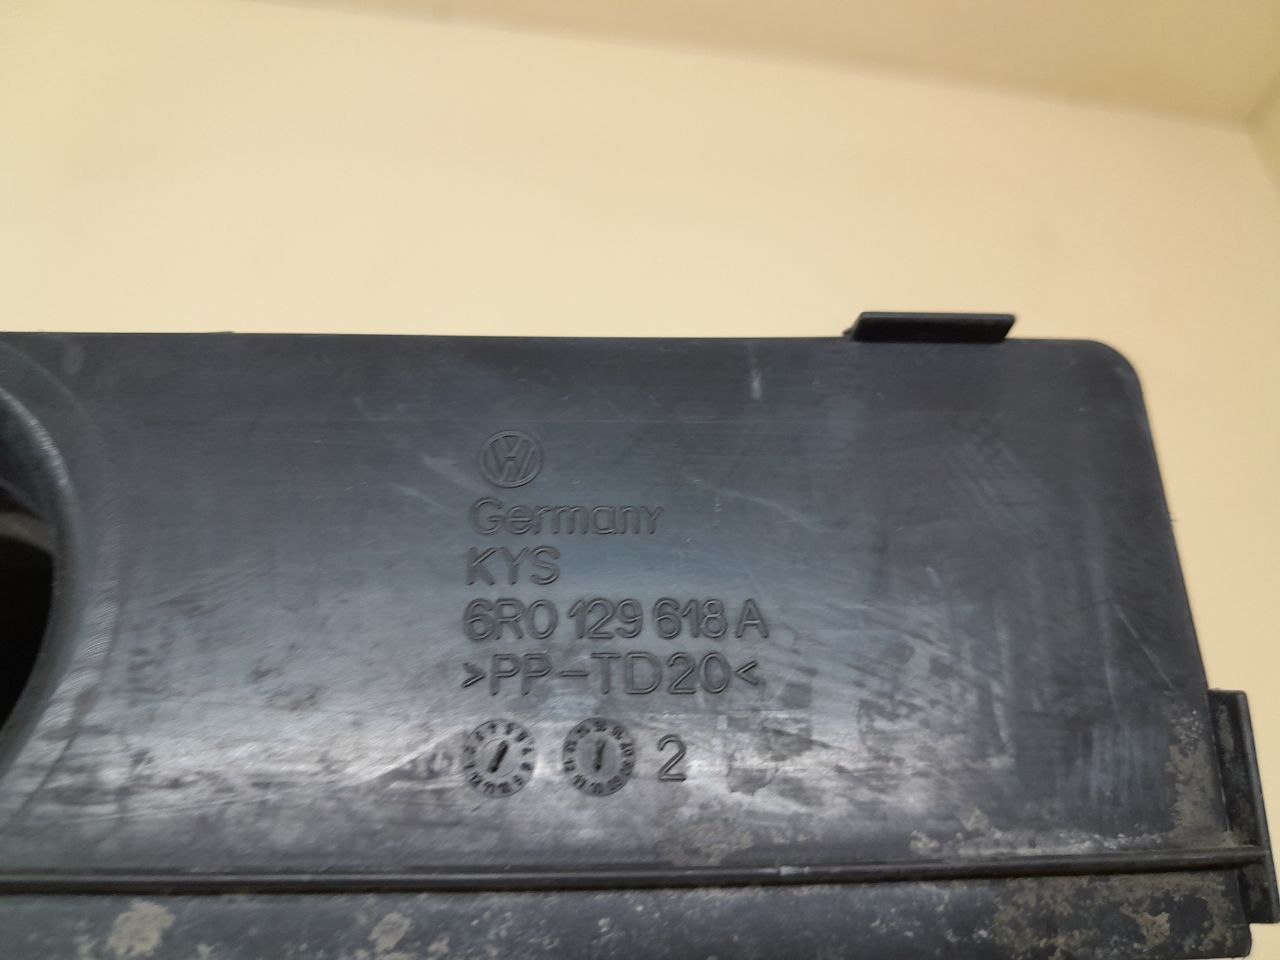 Germany
KYS
6R0 129 618 A
>PP-TD20<
2